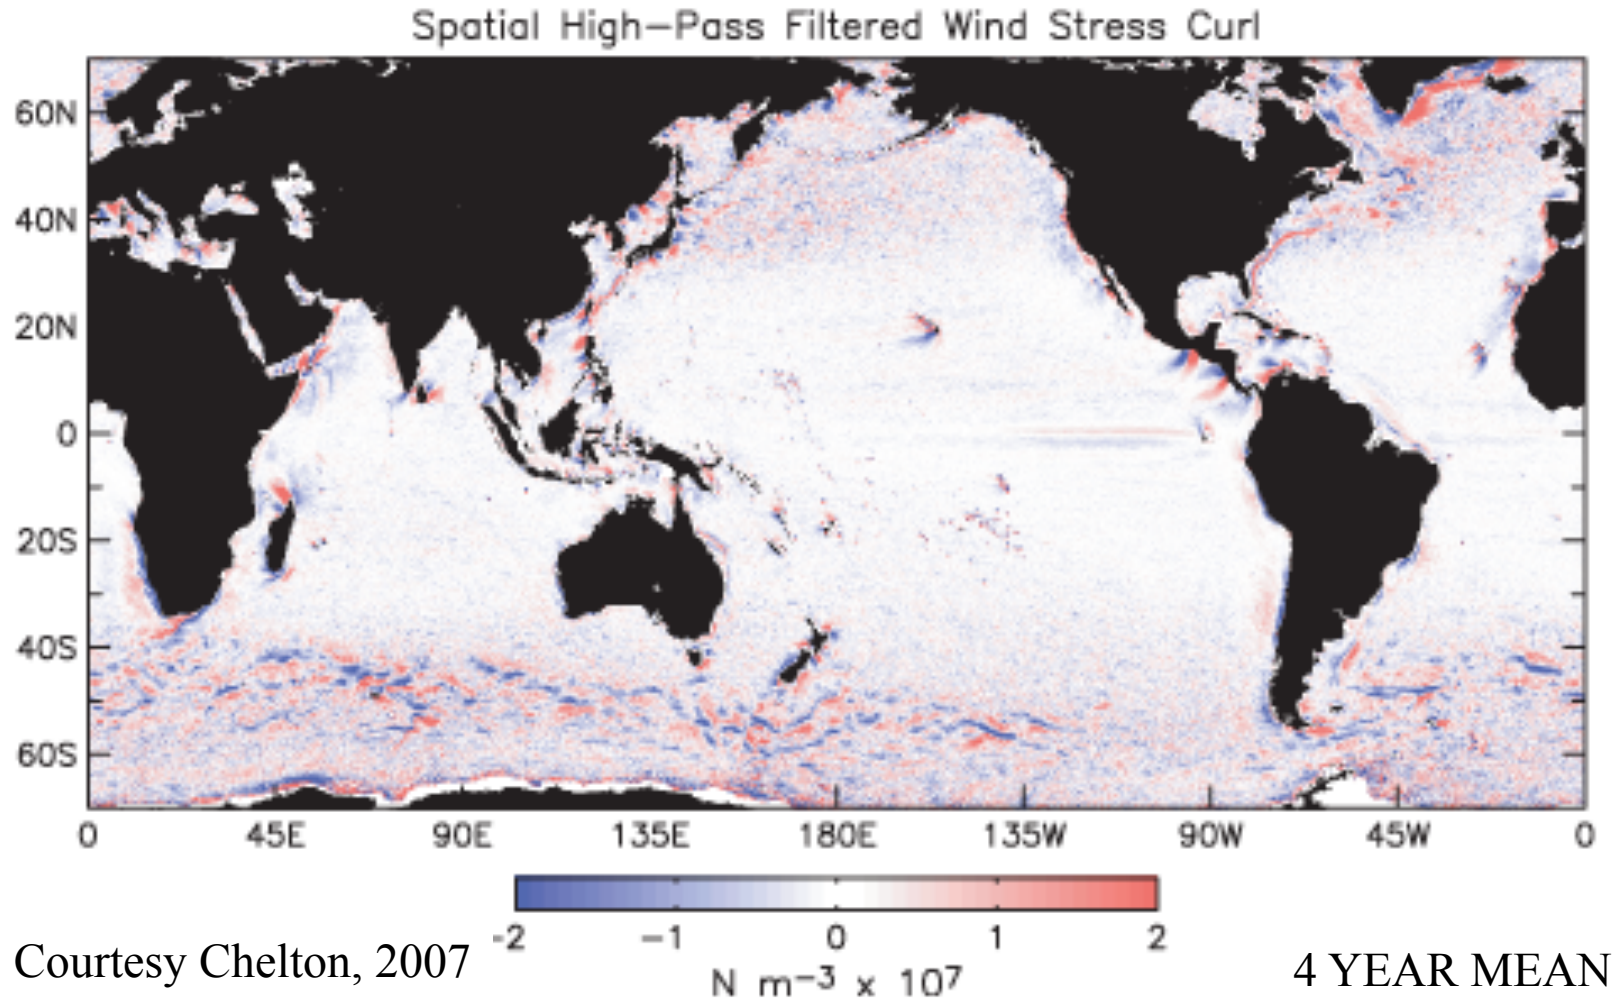 Spatial High-Pass Filtered Wind Stress Curl
60N
40N
20N
0
20S
40S
60S
0 45E 90E 135E 180E 135W 90W 45W 0
-2 -1 0 1 2
N m⁻³ x 10⁷
Courtesy Chelton, 2007
4 YEAR MEAN